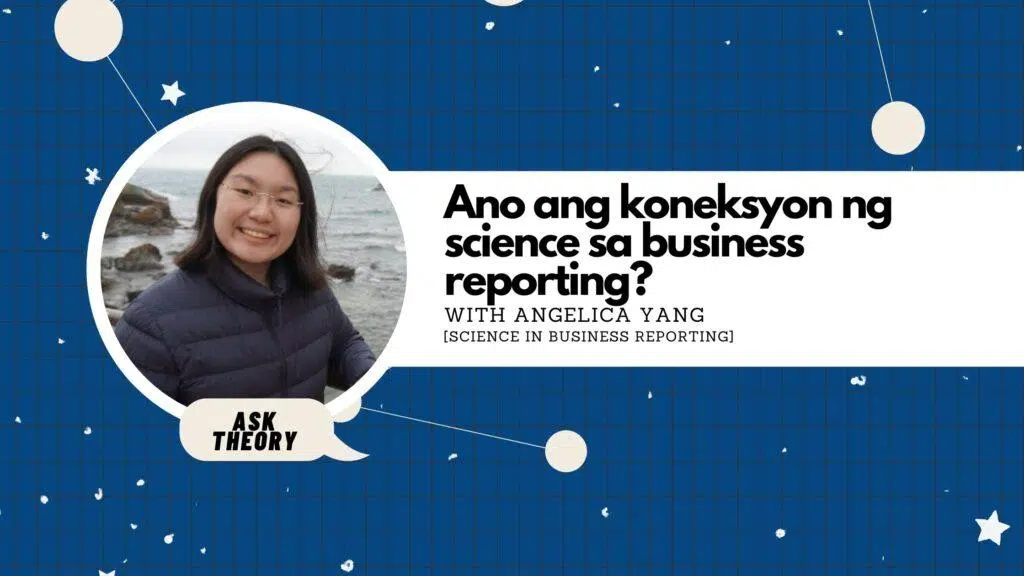 Ano ang koneksyon ng
science sa business
reporting?
WITH ANGELICA YANG
[SCIENCE IN BUSINESS REPORTING]
ASK
THEORY